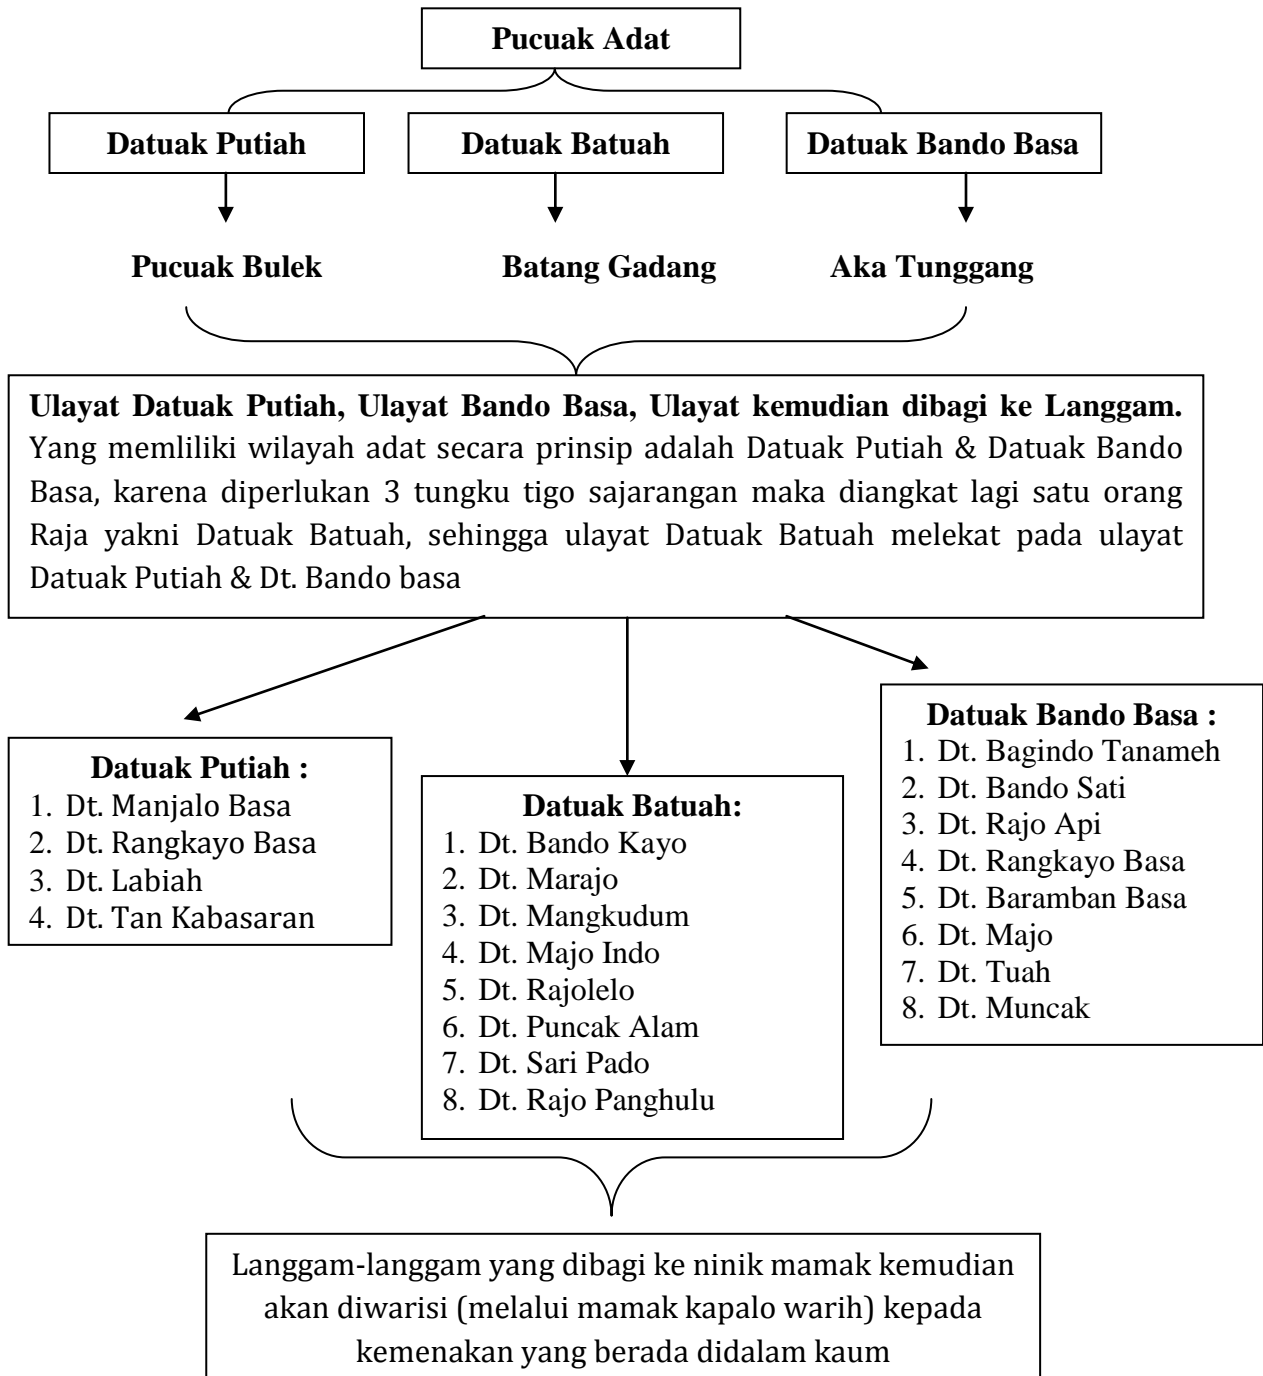 Pucuak Adat
Datuak Putiah
Datuak Batuah
Datuak Bando Basa
Pucuak Bulek
Batang Gadang
Aka Tunggang
Ulayat Datuak Putiah, Ulayat Bando Basa, Ulayat kemudian dibagi ke Langgam.
Yang memliliki wilayah adat secara prinsip adalah Datuak Putiah & Datuak Bando
Basa, karena diperlukan 3 tungku tigo sajarangan maka diangkat lagi satu orang
Raja yakni Datuak Batuah, sehingga ulayat Datuak Batuah melekat pada ulayat
Datuak Putiah & Dt. Bando basa
Datuak Putiah :
1. Dt. Manjalo Basa
2. Dt. Rangkayo Basa
3. Dt. Labiah
4. Dt. Tan Kabasaran
Datuak Batuah:
1. Dt. Bando Kayo
2. Dt. Marajo
3. Dt. Mangkudum
4. Dt. Majo Indo
5. Dt. Rajolelo
6. Dt. Puncak Alam
7. Dt. Sari Pado
8. Dt. Rajo Panghulu
Datuak Bando Basa :
1. Dt. Bagindo Tanameh
2. Dt. Bando Sati
3. Dt. Rajo Api
4. Dt. Rangkayo Basa
5. Dt. Baramban Basa
6. Dt. Majo
7. Dt. Tuah
8. Dt. Muncak
Langgam-langgam yang dibagi ke ninik mamak kemudian
akan diwarisi (melalui mamak kapalo warih) kepada
kemenakan yang berada didalam kaum